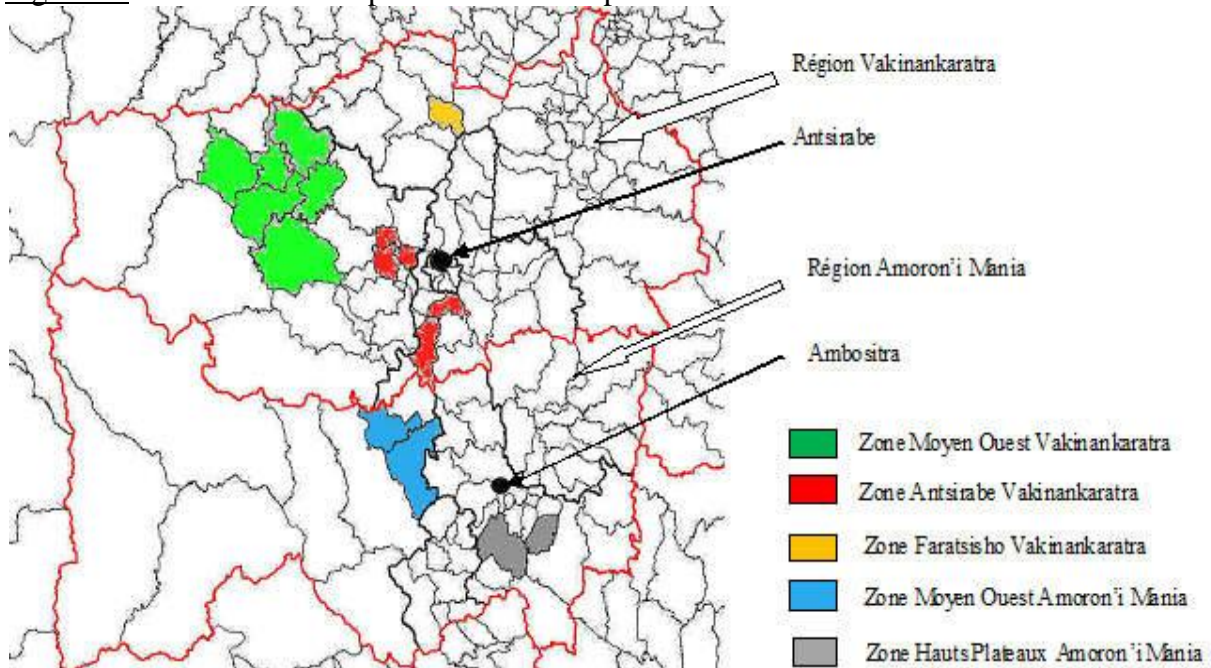 Région Vakinankaratra
Antsirabe
Région Amoron'i Mania
Ambositra
Zone Moyen Ouest Vakinankaratra
Zone Antsirabe Vakinankaratra
Zone Faratsisho Vakinankaratra
Zone Moyen Ouest Amoron'i Mania
Zone Hauts Plateaux Amoron'i Mania